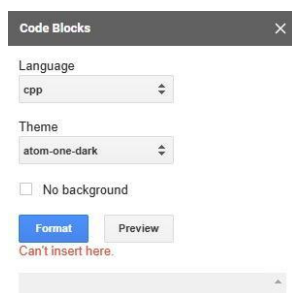 Code Blocks
Language
cpp
Theme
atom-one-dark
No background
Format Preview
Can't insert here.